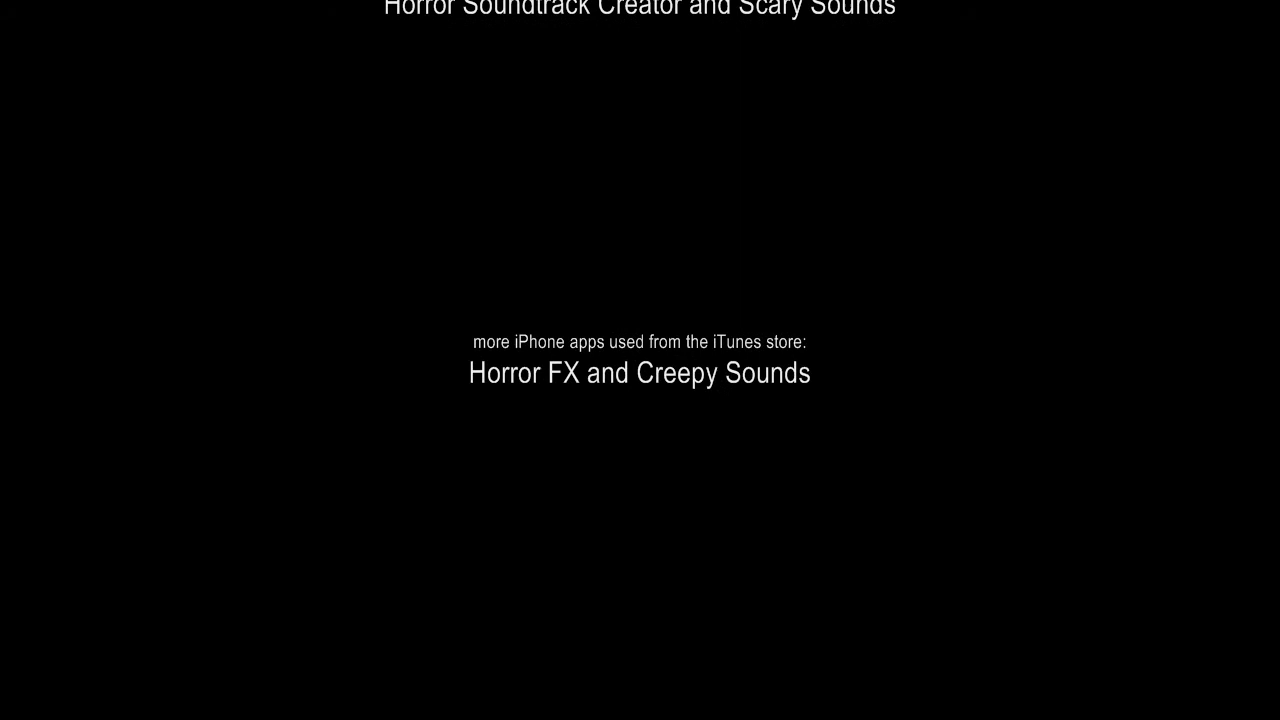 Horror Soundtrack Creator and Scary Sounds
more iPhone apps used from the iTunes store:
Horror FX and Creepy Sounds